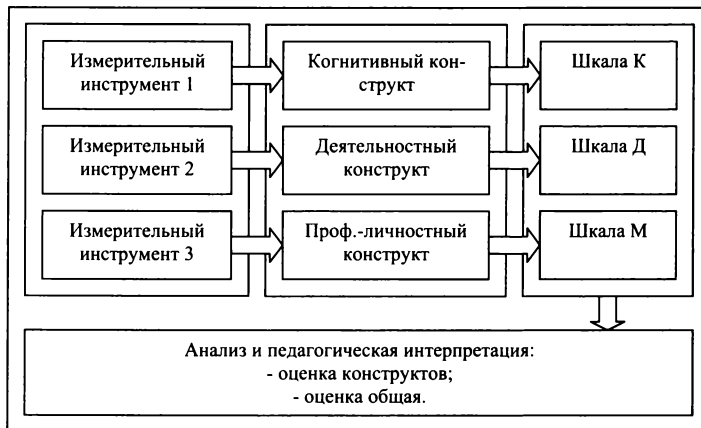 Измерительный
инструмент 1
Когнитивный кон-
структ
Шкала К
Измерительный
инструмент 2
Деятельностный
конструкт
Шкала Д
Измерительный
инструмент 3
Проф.-личностный
конструкт
Шкала М
Анализ и педагогическая интерпретация:
- оценка конструктов;
- оценка общая.